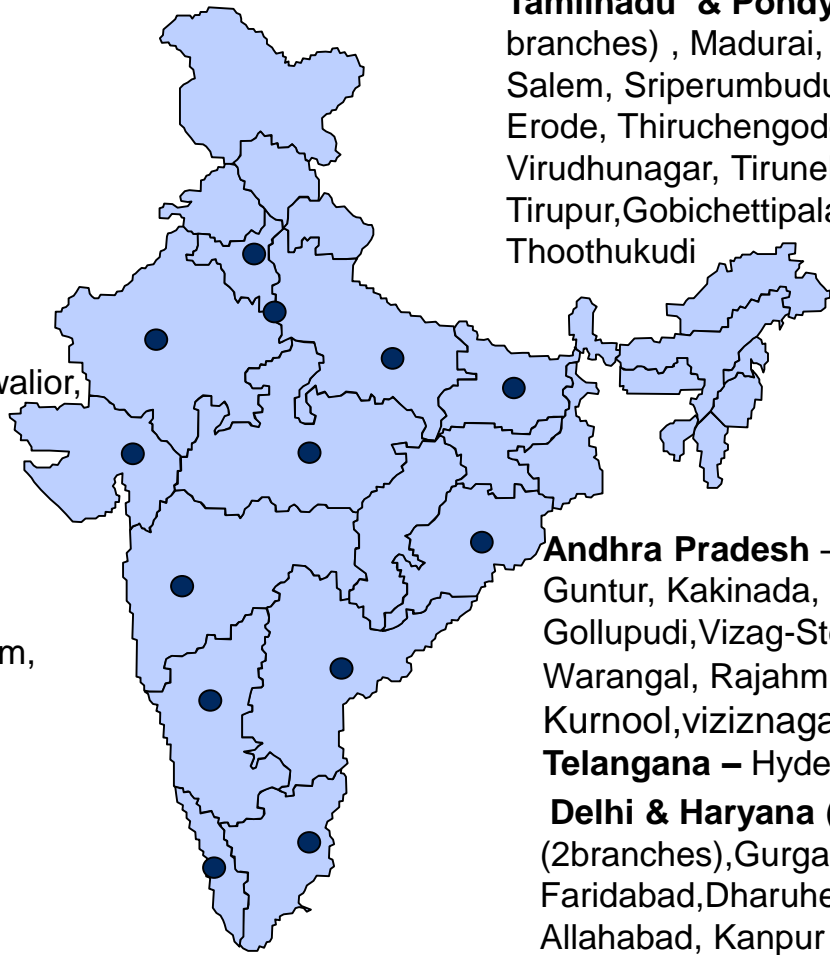 Tamilnadu & Pondy
branches) , Madurai,
Salem, Sriperumbudu
Erode, Thiruchengod
Virudhunagar, Tirune
Tirupur,Gobichettipala
Thoothukudi
walior,
Andhra Pradesh –
Guntur, Kakinada,
Gollupudi,Vizag-Ste
m,
Warangal, Rajahm
Kurnool,viziznaga
Telangana – Hyde
Delhi & Haryana (
(2branches),Gurga
Faridabad,Dharuhe
Allahabad, Kanpur